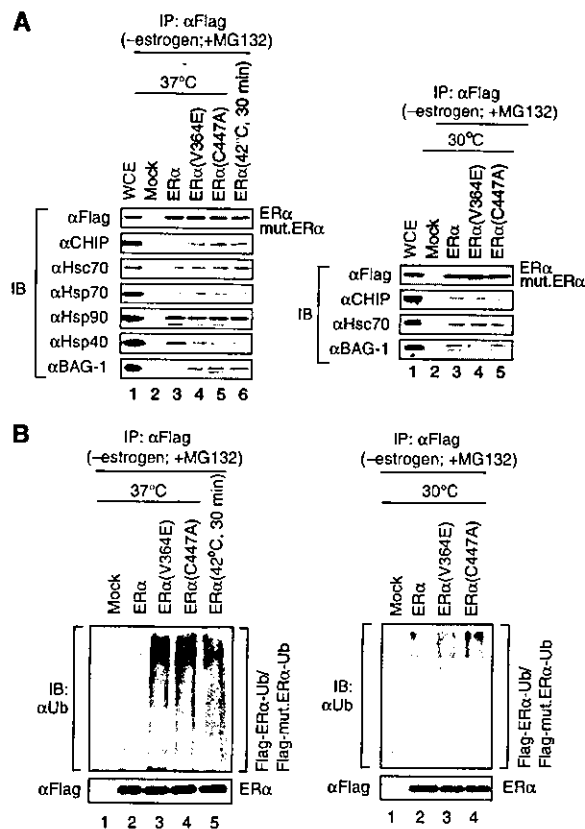 A
IP: αFlag
(–estrogen;+MG132)
37°C
WCE
Mock
ERα
ERα(V364E)
ERα(C447A)
ERα(42°C, 30 min)
IB
αFlag
αCHIP
αHsc70
αHsp70
αHsp90
αHsp40
αBAG-1
ERα
mut.ERα
1 2 3 4 5 6
IP: αFlag
(–estrogen; +MG132)
30°C
WCE
Mock
ERα
ERα(V364E)
ERα(C447A)
IB
αFlag
αCHIP
αHsc70
αBAG-1
ERα
mut.ERα
1 2 3 4 5
B
IP: αFlag
(–estrogen; +MG132)
37°C
Mock
ERα
ERα(V364E)
ERα(C447A)
ERα(42°C, 30 min)
IB:
αUb
Flag-ERα-Ub/
Flag-mut.ERα-Ub
αFlag
ERα
1 2 3 4 5
IP: αFlag
(–estrogen; +MG132)
30°C
Mock
ERα
ERα(V364E)
ERα(C447A)
IB:
αUb
Flag-ERα-Ub/
Flag-mut.ERα-Ub
αFlag
ERα
1 2 3 4